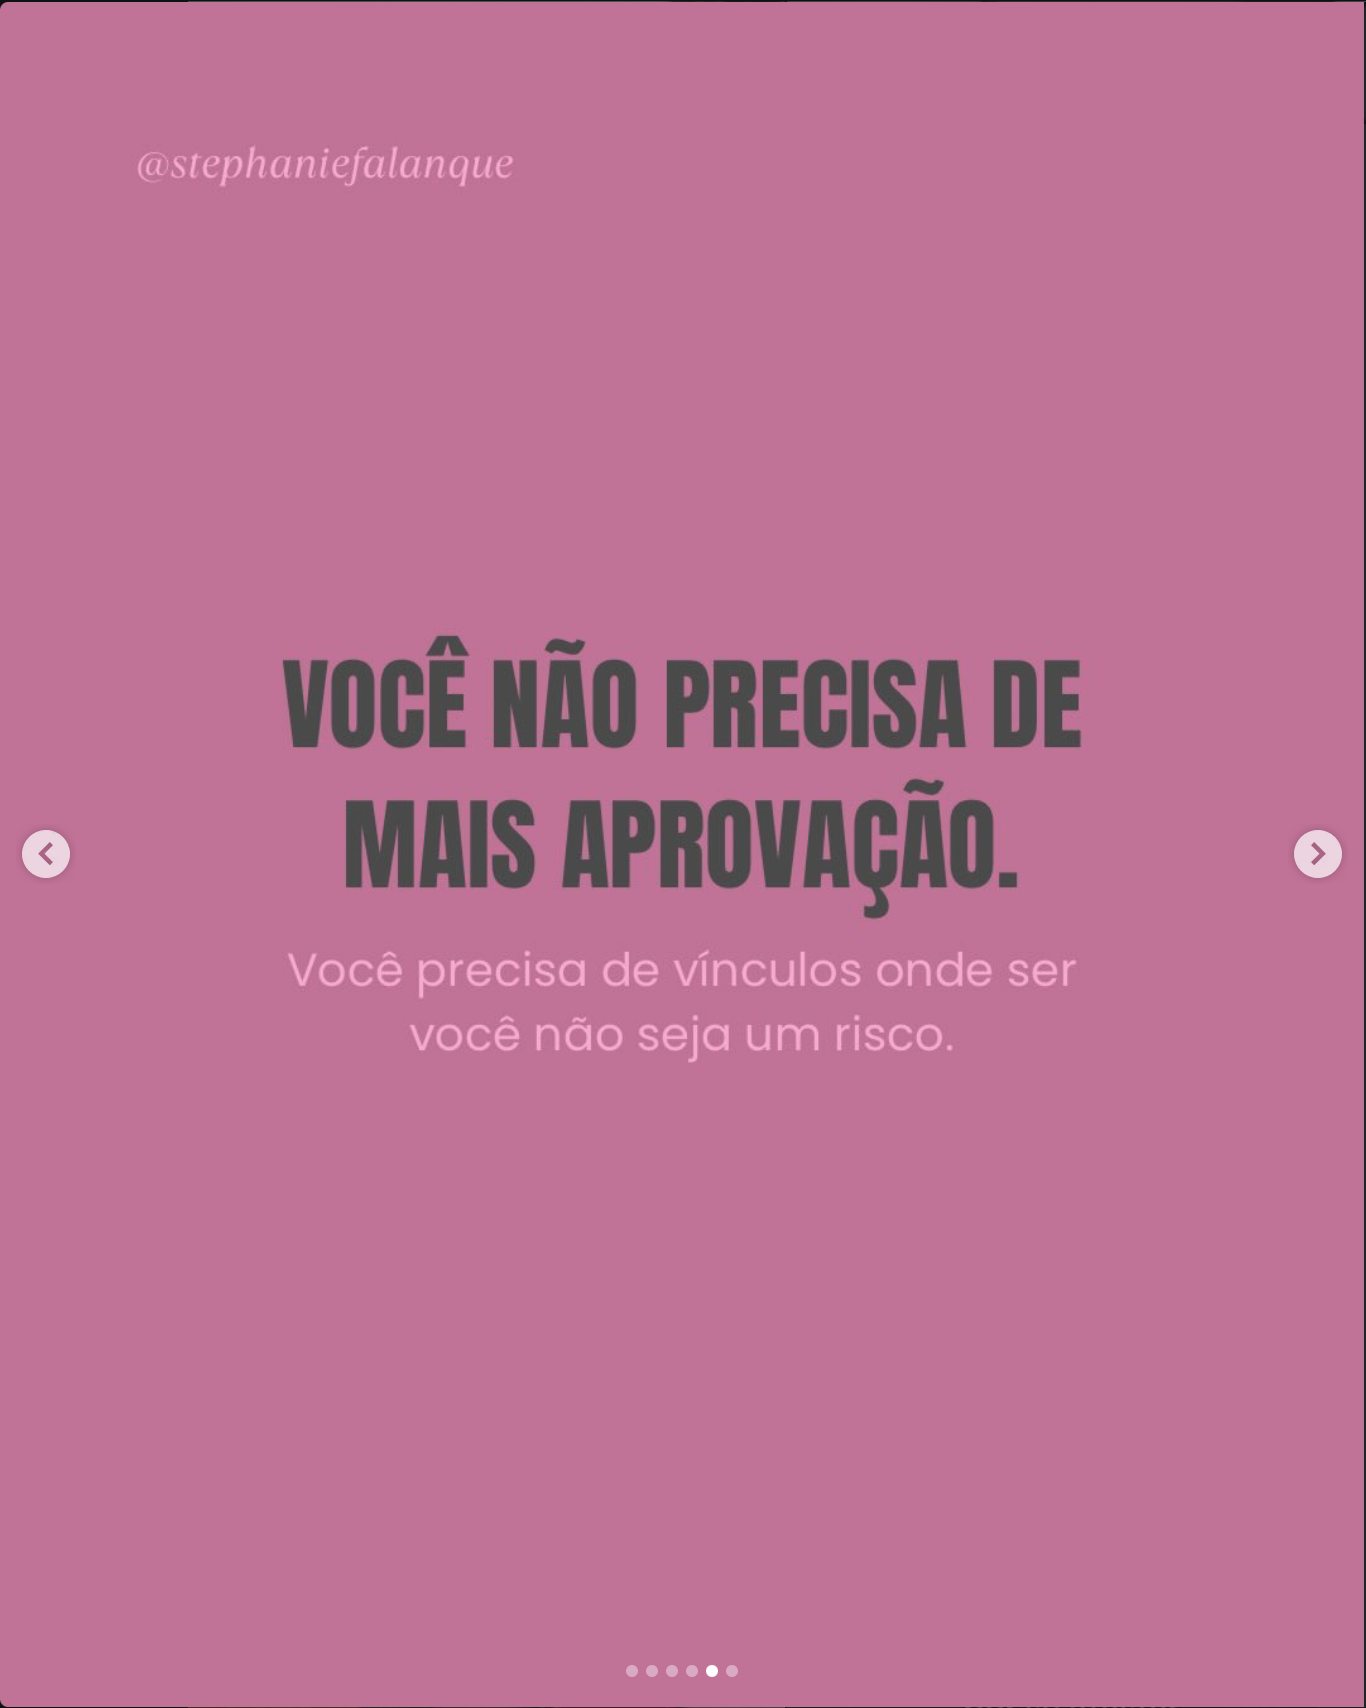 @stephaniefalanque
VOCÊ NÃO PRECISA DE
MAIS APROVAÇÃO.
Você precisa de vínculos onde ser
você não seja um risco.